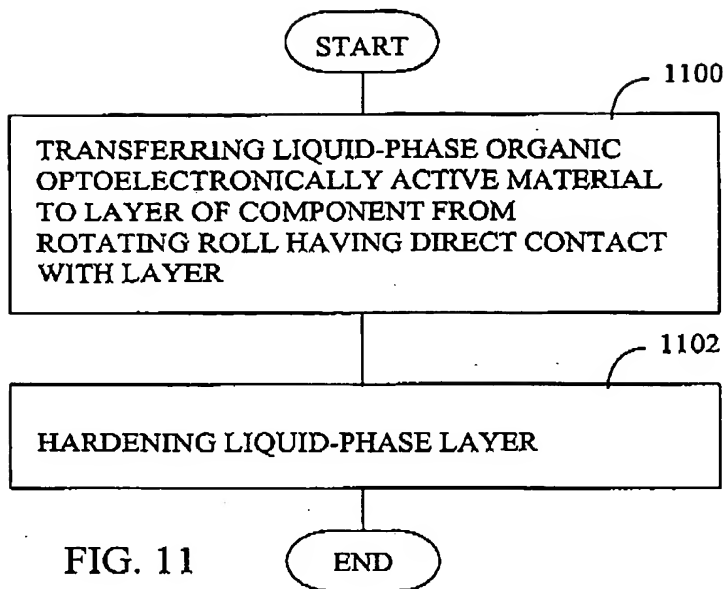 START
1100
TRANSFERRING LIQUID-PHASE ORGANIC
OPTOELECTRONICALLY ACTIVE MATERIAL
TO LAYER OF COMPONENT FROM
ROTATING ROLL HAVING DIRECT CONTACT
WITH LAYER
1102
HARDENING LIQUID-PHASE LAYER
FIG. 11
END